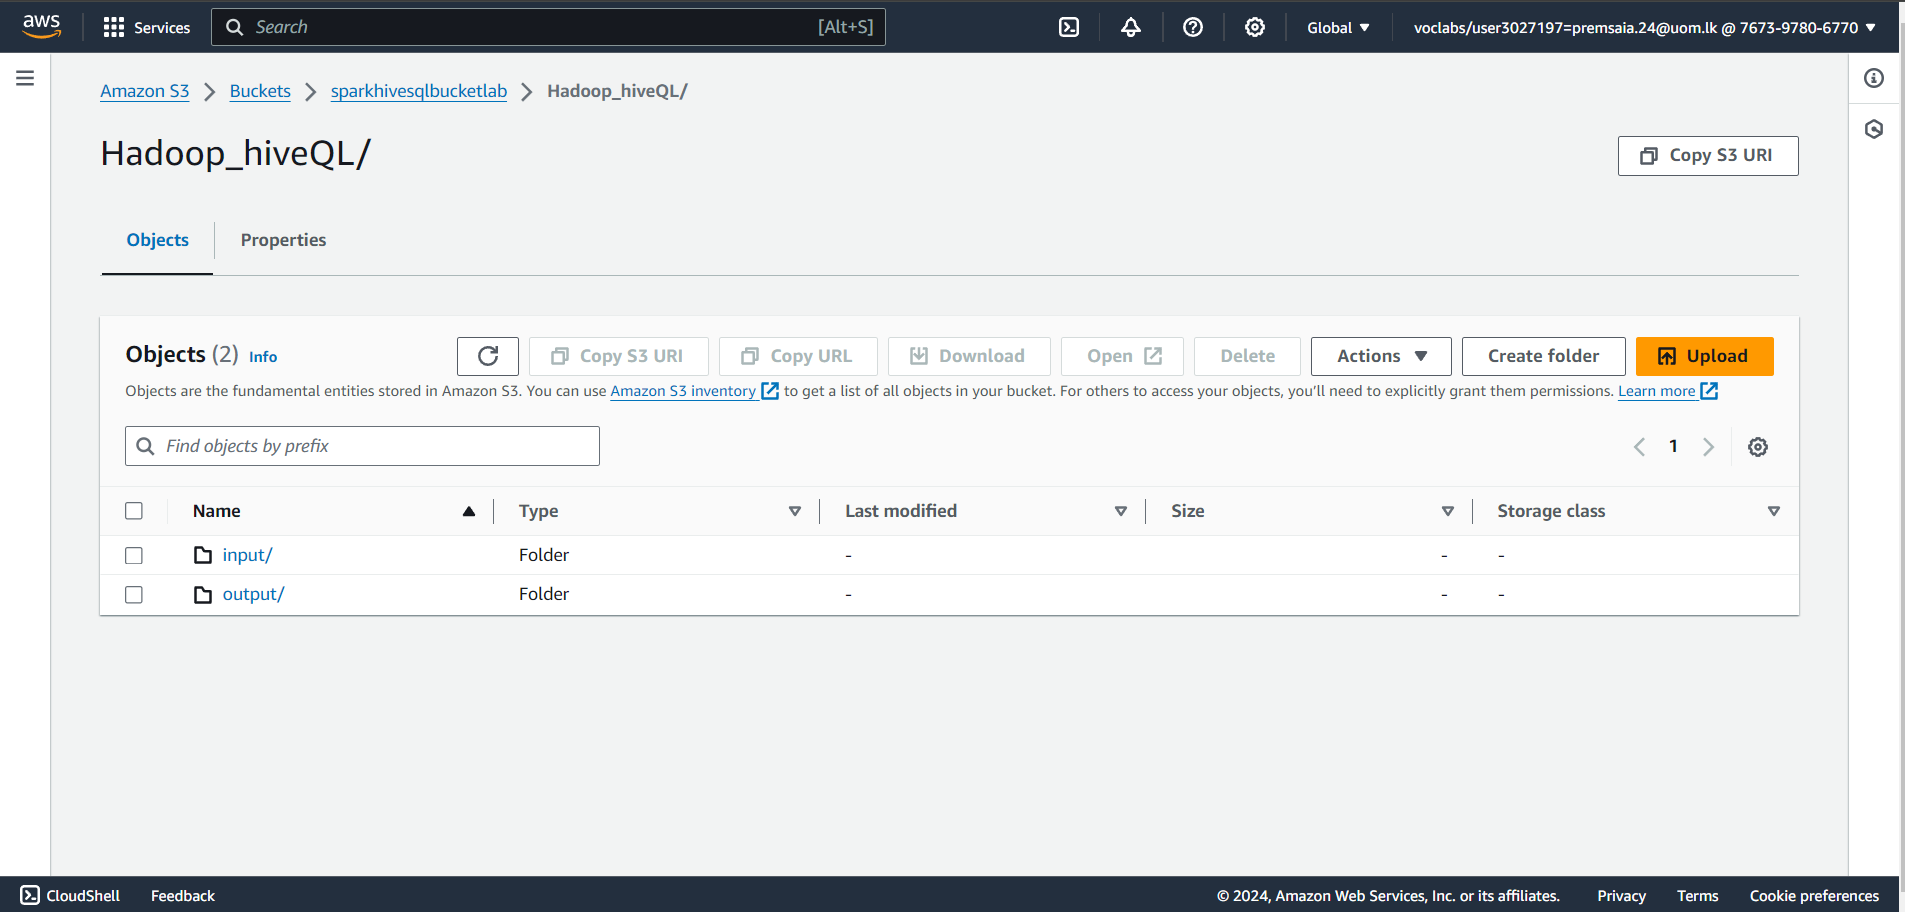 aws Services Search [Alt+S] Global voclabs/user3027197=premsaia.24@uom.lk @ 7673-9780-6770
Amazon S3 Buckets sparkhivesqlbucketlab Hadoop_hiveQL/
Hadoop_hiveQL/
Copy S3 URI
Objects Properties
Objects (2) Info Copy S3 URI Copy URL Download Open Delete Actions Create folder Upload
Objects are the fundamental entities stored in Amazon S3. You can use Amazon S3 inventory to get a list of all objects in your bucket. For others to access your objects, you’ll need to explicitly grant them permissions. Learn more
Find objects by prefix 1
Name Type Last modified Size Storage class
input/ Folder - - -
output/ Folder - - -
CloudShell Feedback © 2024, Amazon Web Services, Inc. or its affiliates. Privacy Terms Cookie preferences